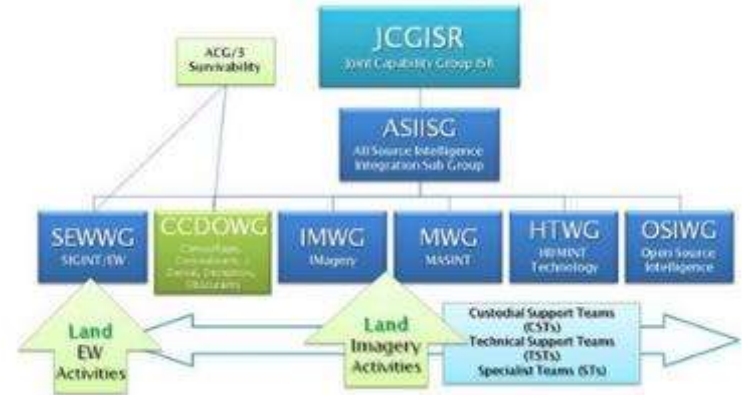 ACG/3
Survivability
JCGISR
Joint Capability Group ISR
ASIISG
All Source Intelligence
Integration Sub Group
SEWWG
SIGINT/EW
CCDOWG
Camouflage,
Concealment,
Denial, Deception,
Obscurants
IMWG
IMagery
MWG
MASINT
HTWG
HUMINT
Technology
OSIWG
Open Source
Intelligence
Land
EW
Activities
Land
Imagery
Activities
Custodial Support Teams
(CSTs)
Technical Support Teams
(TSTs)
Specialist Teams (STs)